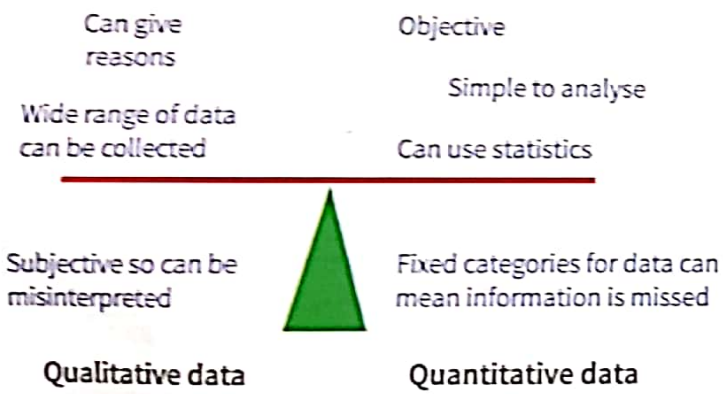 Can give
reasons
Wide range of data
can be collected
Objective
Simple to analyse
Can use statistics
Subjective so can be
misinterpreted
Fixed categories for data can
mean information is missed
Qualitative data
Quantitative data